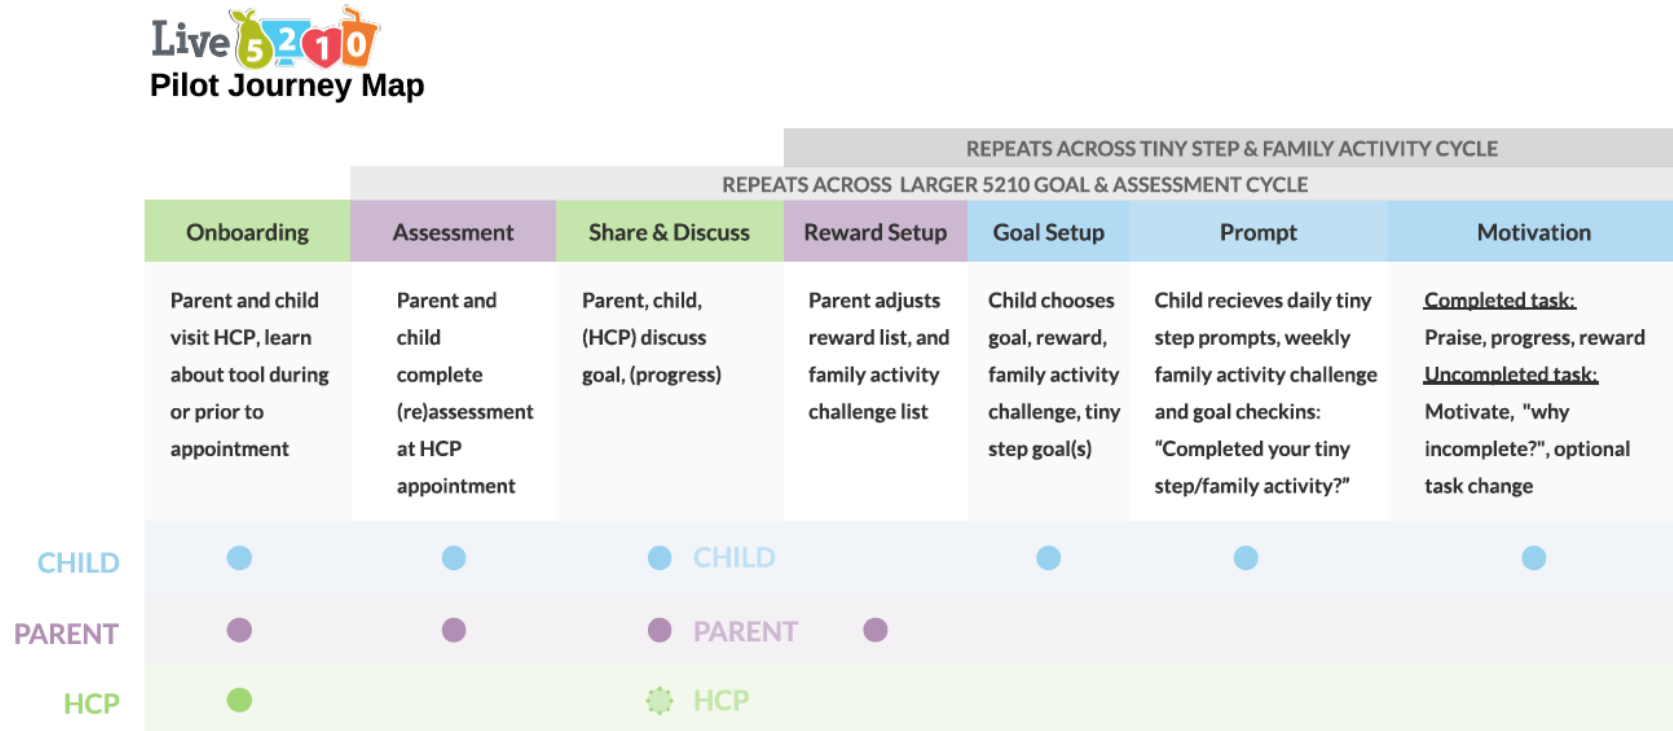 Live 5210
Pilot Journey Map
REPEATS ACROSS TINY STEP & FAMILY ACTIVITY CYCLE
REPEATS ACROSS LARGER 5210 GOAL & ASSESSMENT CYCLE
Onboarding
Parent and child
visit HCP, learn
about tool during
or prior to
appointment
Assessment
Parent and
child
complete
(re)assessment
at HCP
appointment
Share & Discuss
Parent, child,
(HCP) discuss
goal, (progress)
Reward Setup
Parent adjusts
reward list, and
family activity
challenge list
Goal Setup
Child chooses
goal, reward,
family activity
challenge, tiny
step goal(s)
Prompt
Child recieves daily tiny
step prompts, weekly
family activity challenge
and goal checkins:
“Completed your tiny
step/family activity?”
Motivation
Completed task:
Praise, progress, reward
Uncompleted task:
Motivate, "why
incomplete?", optional
task change
CHILD
CHILD
PARENT
PARENT
HCP
HCP